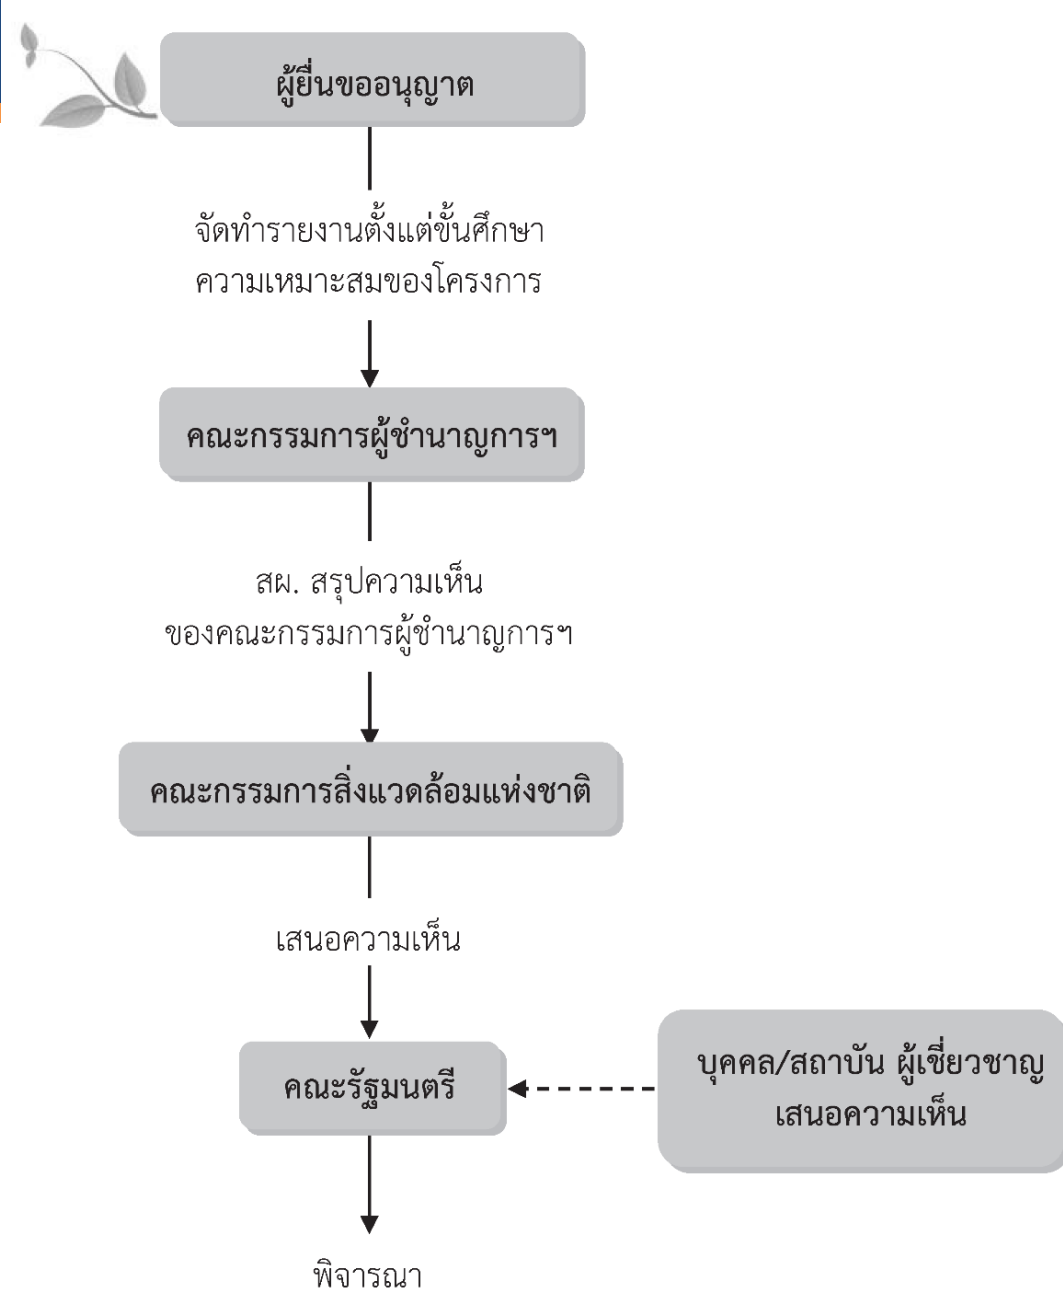 ผู้ยื่นขออนุญาต
จัดทำรายงานตั้งแต่ขั้นศึกษา
ความเหมาะสมของโครงการ
คณะกรรมการผู้ชำนาญการฯ
สผ. สรุปความเห็น
ของคณะกรรมการผู้ชำนาญการฯ
คณะกรรมการสิ่งแวดล้อมแห่งชาติ
เสนอความเห็น
คณะรัฐมนตรี
บุคคล/สถาบัน ผู้เชี่ยวชาญ
เสนอความเห็น
พิจารณา